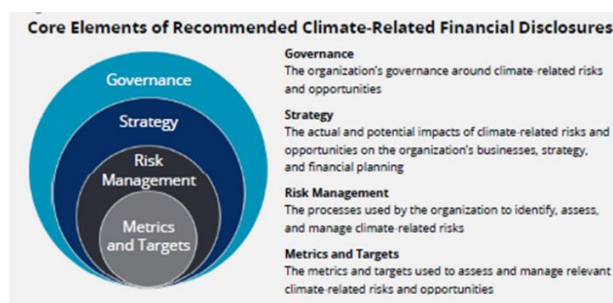 Core Elements of Recommended Climate-Related Financial Disclosures
Governance
Strategy
Risk
Management
Metrics
and Targets
Governance
The organization's governance around climate-related risks
and opportunities
Strategy
The actual and potential impacts of climate-related risks and
opportunities on the organization's businesses, strategy,
and financial planning
Risk Management
The processes used by the organization to identify, assess,
and manage climate-related risks
Metrics and Targets
The metrics and targets used to assess and manage relevant
climate-related risks and opportunities